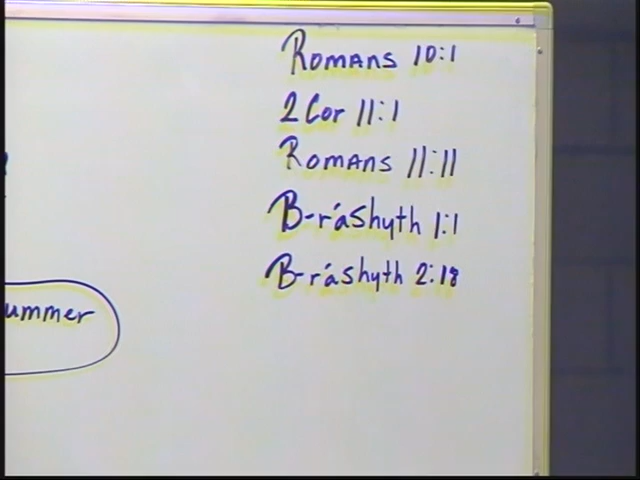 Romans 10:1
2 Cor 11:1
Romans 11:11
B-ráshyth 1:1
B-ráshyth 2:18
ummer